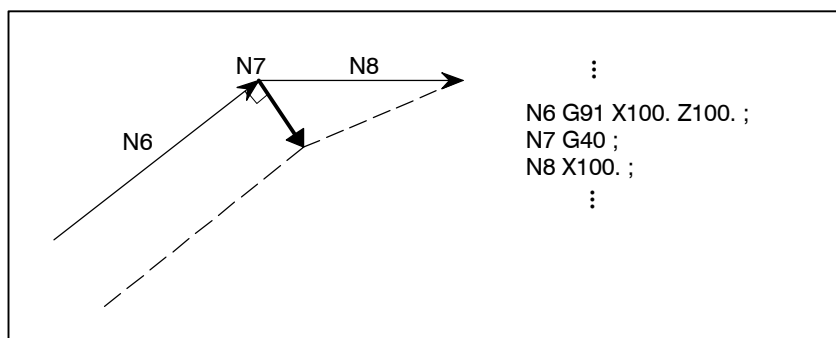 N7
N8
N6
⋮
N6 G91 X100. Z100. ;
N7 G40 ;
N8 X100. ;
⋮